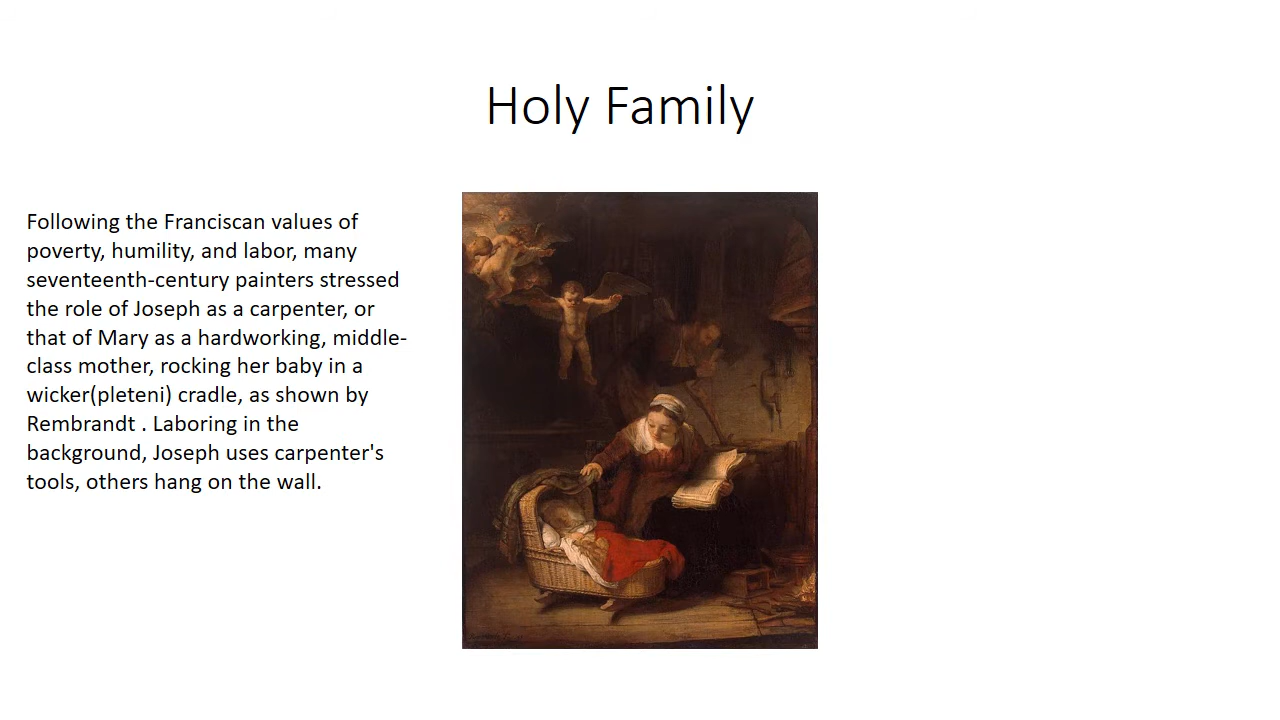 Holy Family
Following the Franciscan values of
poverty, humility, and labor, many
seventeenth-century painters stressed
the role of Joseph as a carpenter, or
that of Mary as a hardworking, middle-
class mother, rocking her baby in a
wicker(pleteni) cradle, as shown by
Rembrandt . Laboring in the
background, Joseph uses carpenter's
tools, others hang on the wall.